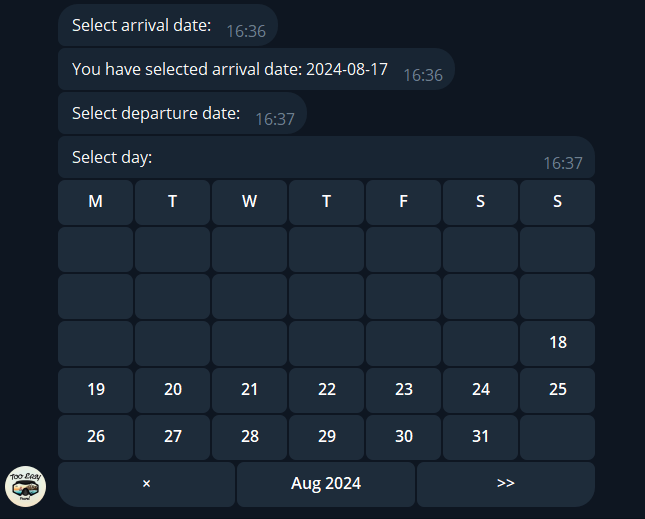 Select arrival date: 16:36
You have selected arrival date: 2024-08-17 16:36
Select departure date: 16:37
Select day: 16:37
M T W T F S S
18
19 20 21 22 23 24 25
26 27 28 29 30 31
× Aug 2024 >>
TOO EASY
Travel